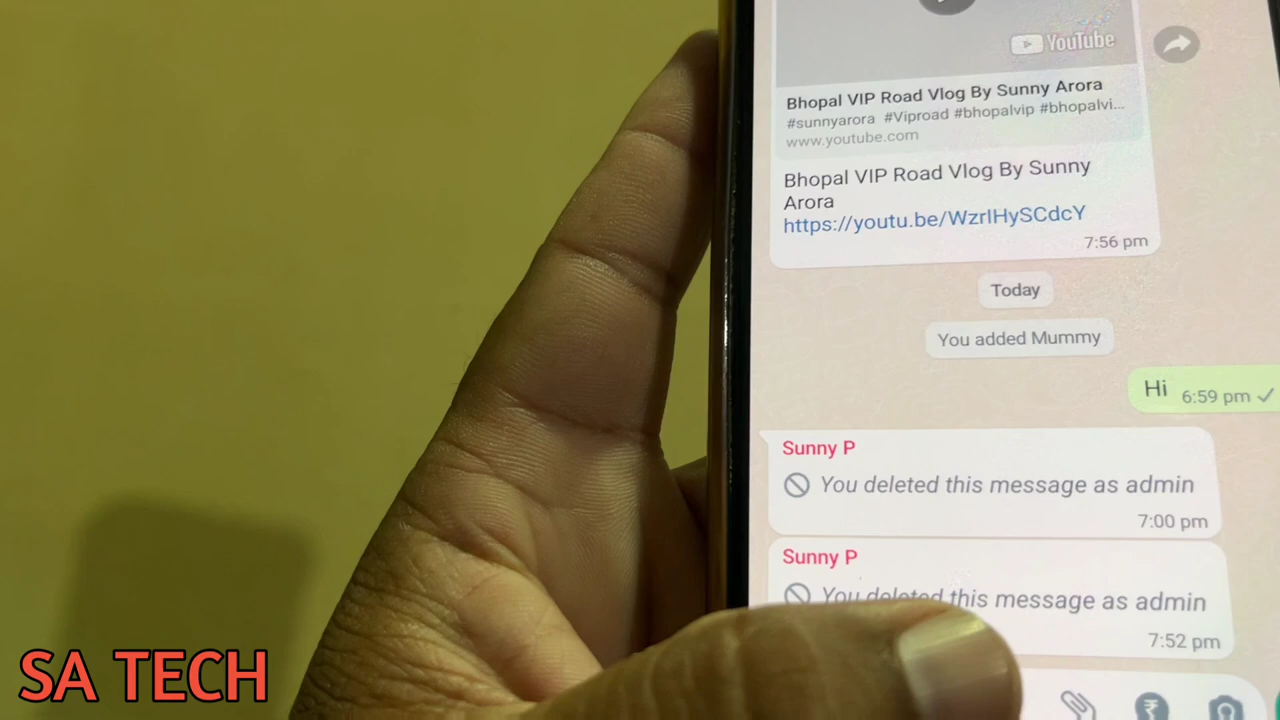 YouTube
Bhopal VIP Road Vlog By Sunny Arora
#sunnyarora #Viproad #bhopalvip #bhopalvi...
www.youtube.com
Bhopal VIP Road Vlog By Sunny
Arora
https://youtu.be/WzrIHySCdcY
7:56 pm
Today
You added Mummy
Hi 6:59 pm
Sunny P
You deleted this message as admin
7:00 pm
Sunny P
You deleted this message as admin
7:52 pm
SA TECH